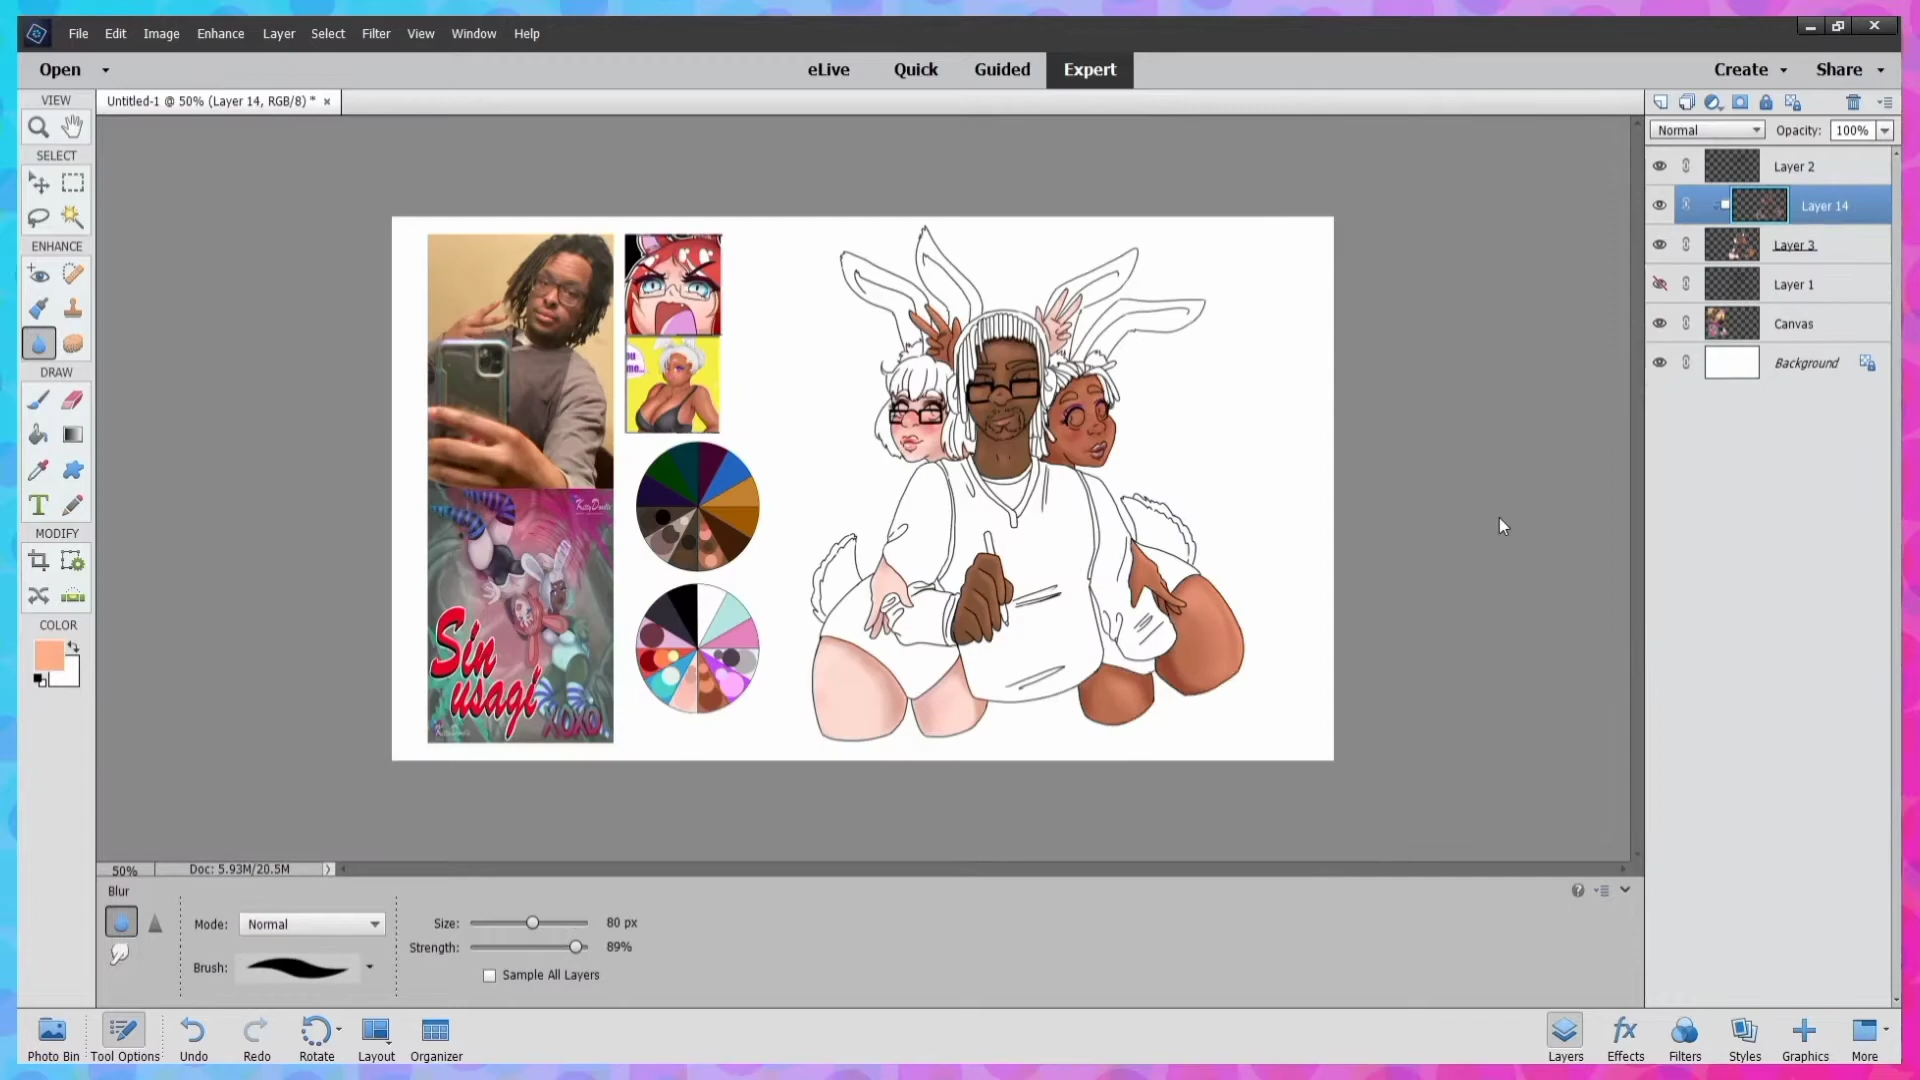 File Edit Image Enhance Layer Select Filter View Window Help
Open eLive Quick Guided Expert Create Share
VIEW
Untitled-1 @ 50% (Layer 14, RGB/8) *
Normal Opacity: 100%
SELECT
Layer 2
Layer 14
ENHANCE
Layer 3
Layer 1
Canvas
DRAW
Background
KittyDoodle
MODIFY
COLOR
Sin
usagi
XOXO
50% Doc: 5.93M/20.5M
Blur
Mode: Normal
Size: 80 px
Strength: 89%
Brush:
Sample All Layers
Photo Bin Tool Options Undo Redo Rotate Layout Organizer
Layers Effects Filters Styles Graphics More